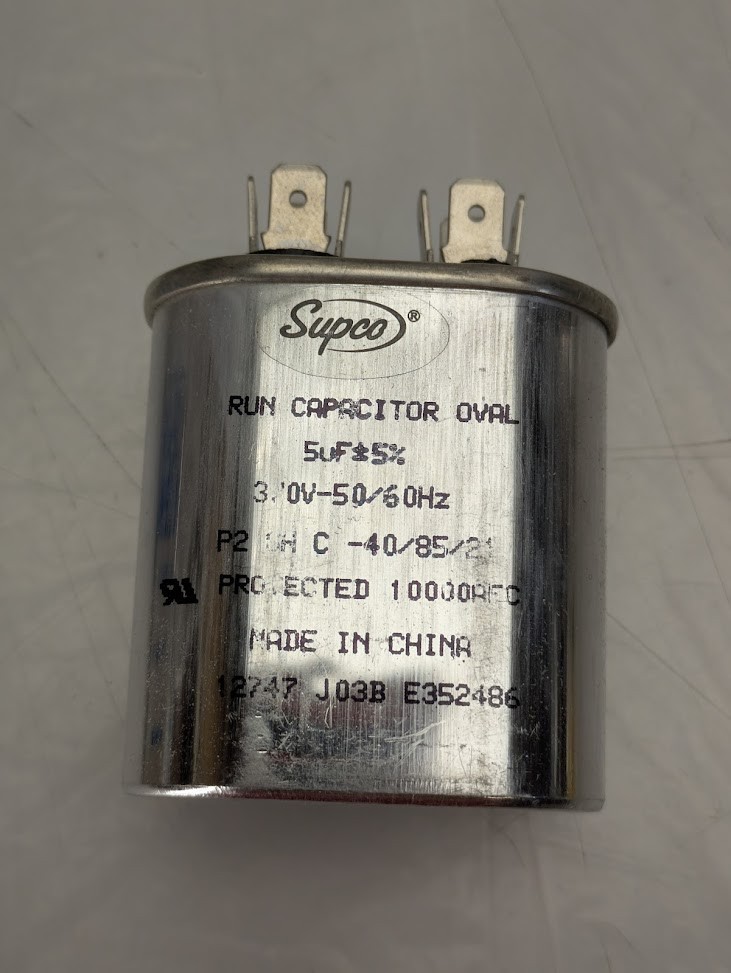 Supco®
RUN CAPACITOR OVAL
5uF±5%
50/60Hz
C -40/85/21
PROTECTED 10000AFC
MADE IN CHINA
12747 J03B E352486